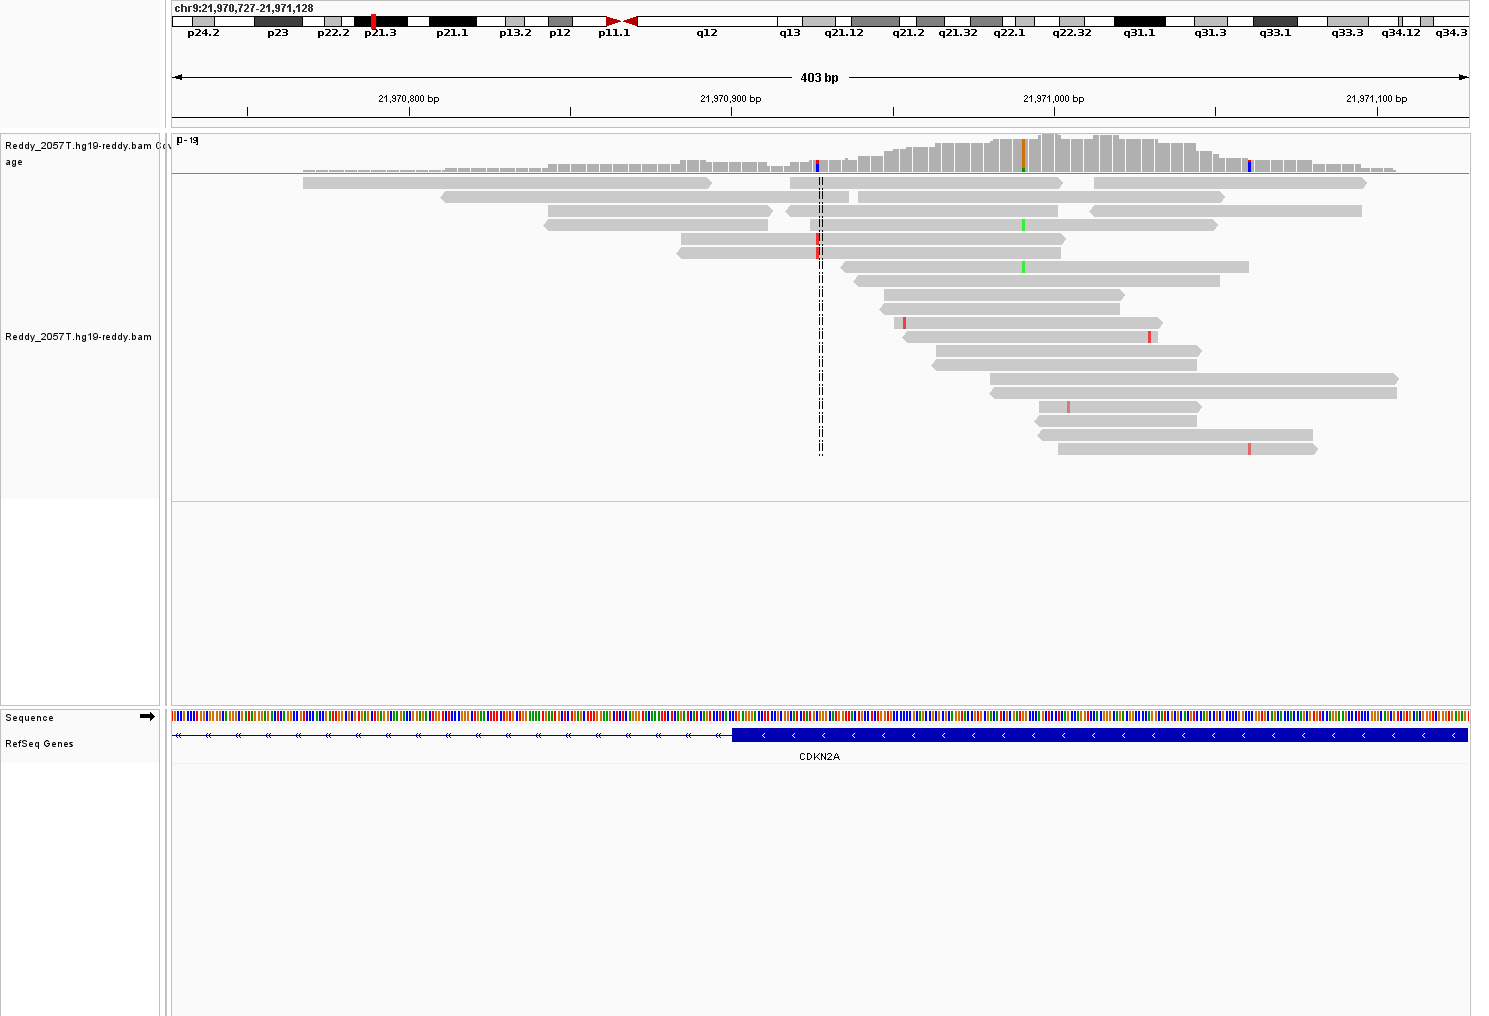 chr9:21,970,727-21,971,128
p24.2 p23 p22.2 p21.3 p21.1 p13.2 p12 p11.1 q12 q13 q21.12 q21.2 q21.32 q22.1 q22.32 q31.1 q31.3 q33.1 q33.3 q34.12 q34.3
403 bp
21,970,800 bp 21,970,900 bp 21,971,000 bp 21,971,100 bp
Reddy_2057T.hg19-reddy.bam Cov
age
[0 - 19]
Reddy_2057T.hg19-reddy.bam
Sequence
RefSeq Genes
CDKN2A